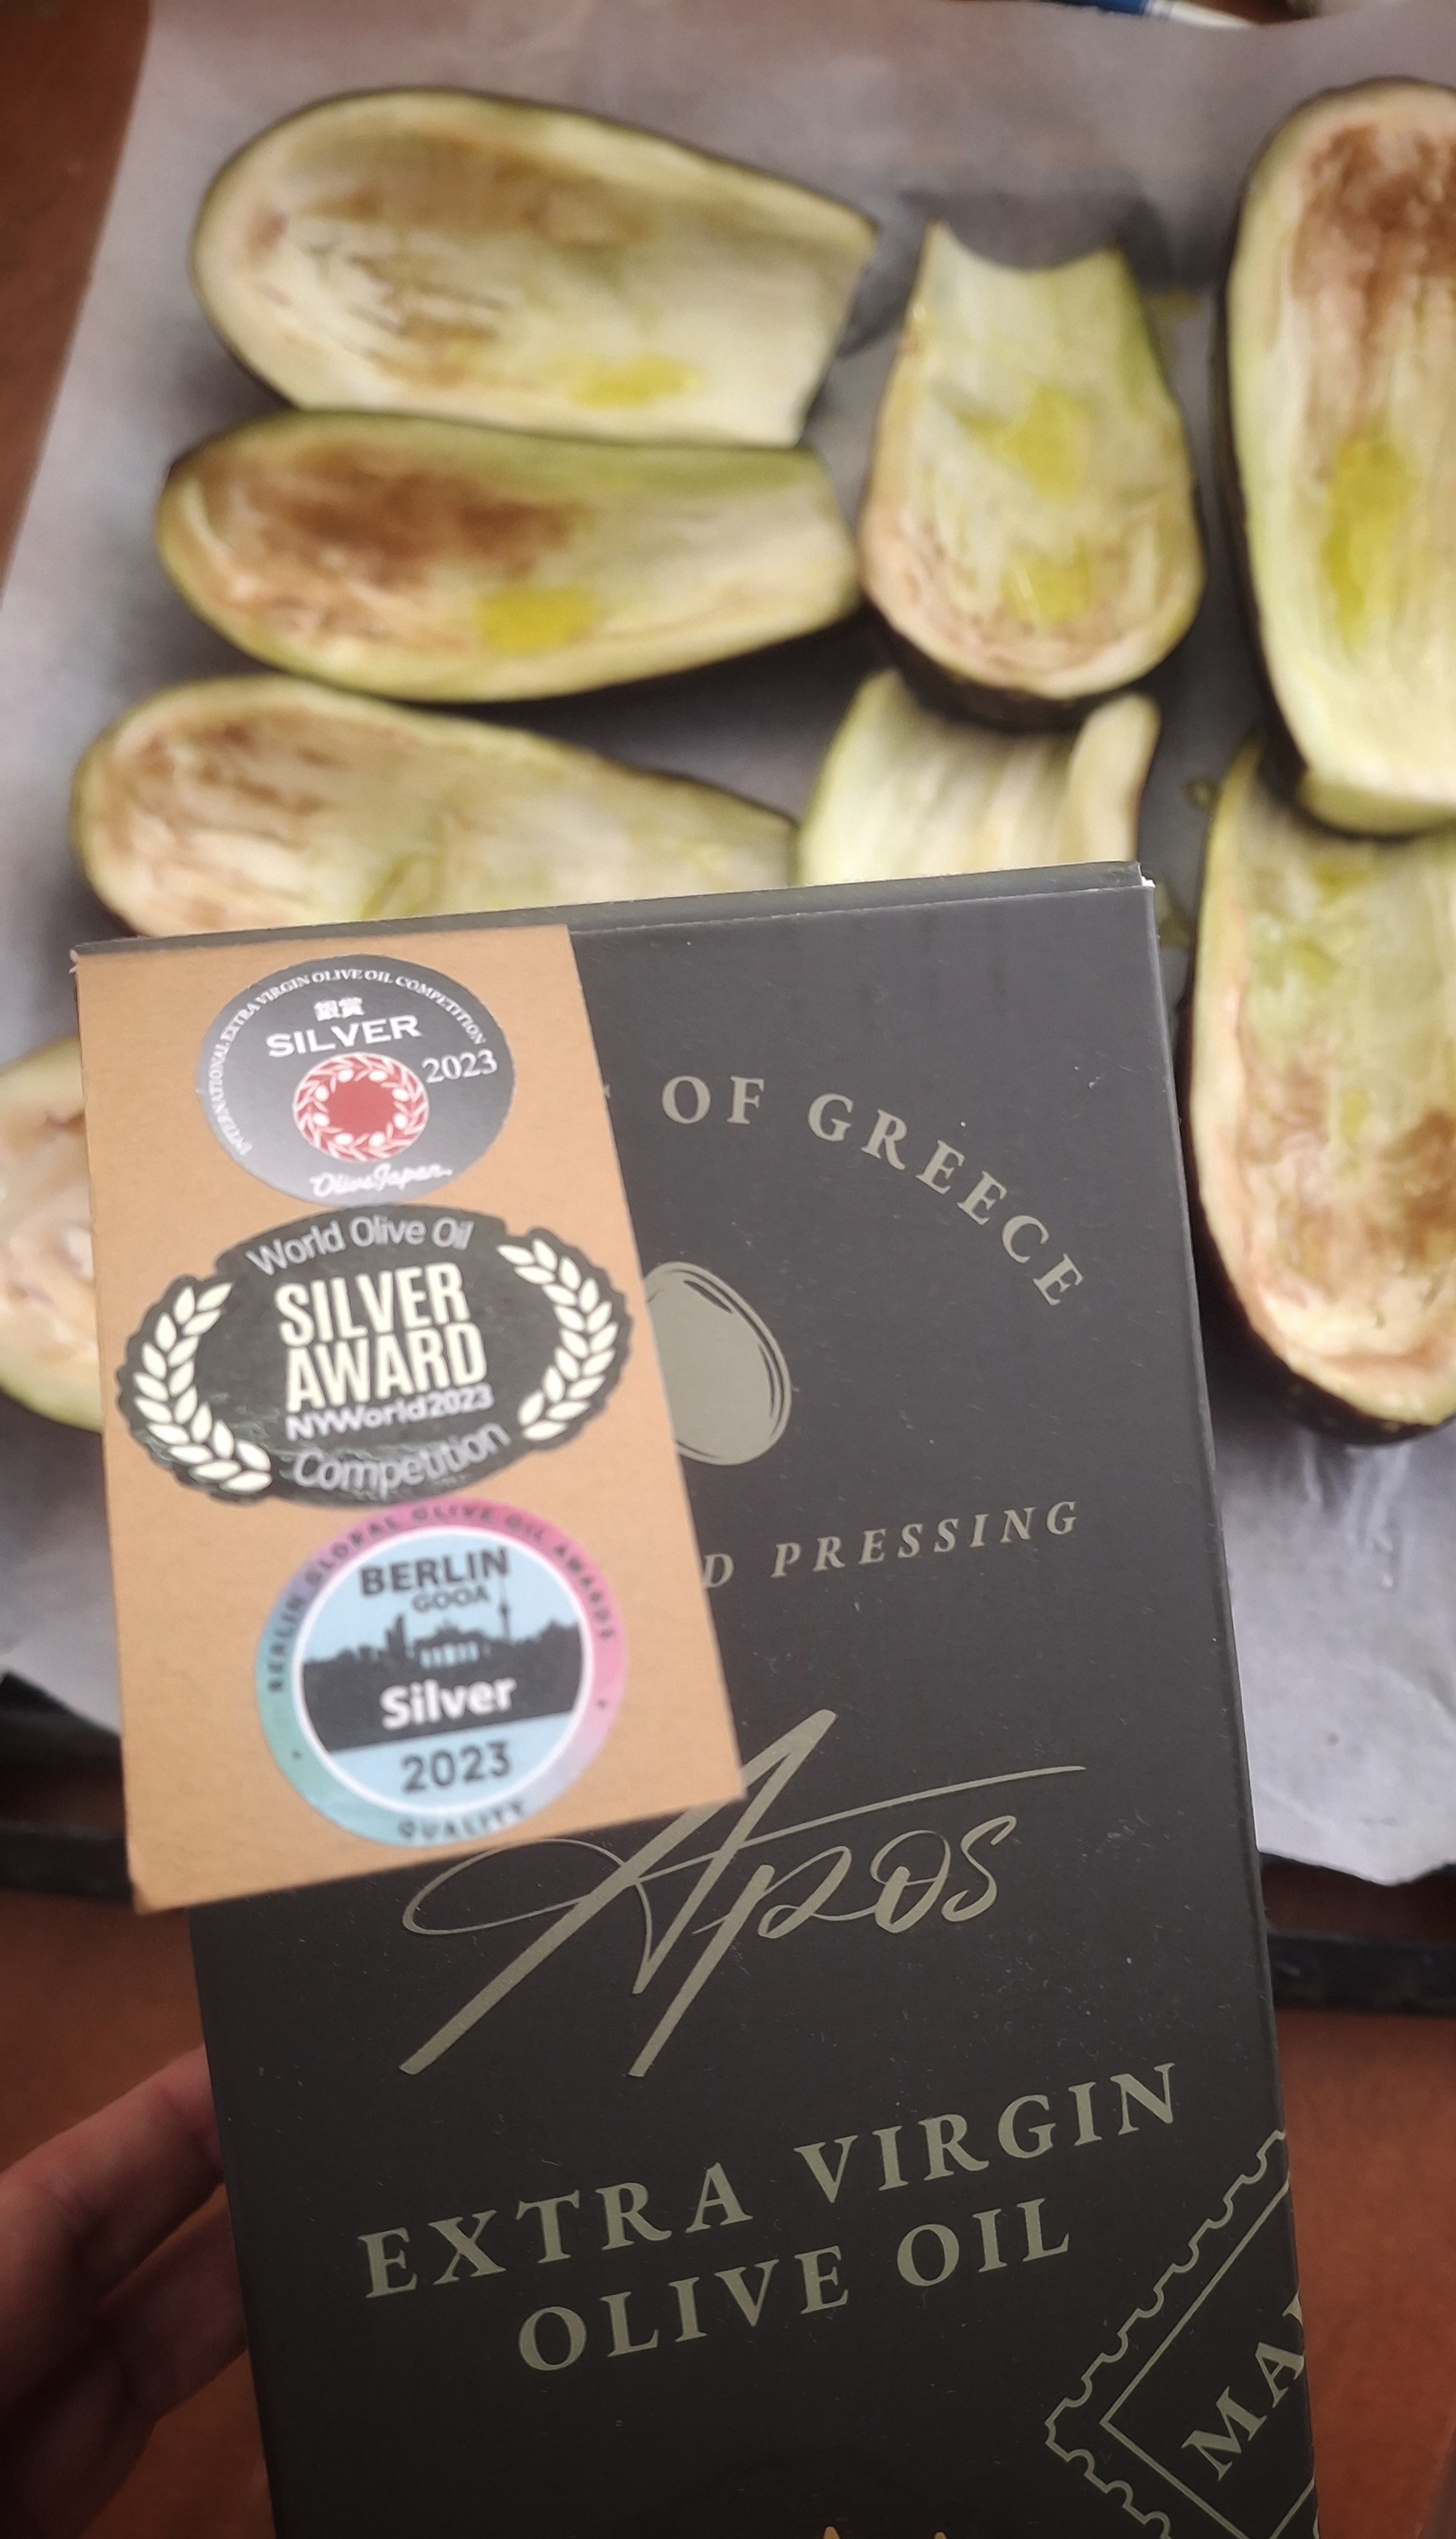 INTERNATIONAL EXTRA VIRGIN OLIVE OIL COMPETITION
銀賞
SILVER
2023
OliveJapan
World Olive Oil
SILVER
AWARD
NYWorld2023
Competition
BERLIN GLOBAL OLIVE OIL AWARDS
BERLIN
GOOA
Silver
2023
QUALITY
OF GREECE
D PRESSING
Apos
EXTRA VIRGIN
OLIVE OIL
MA